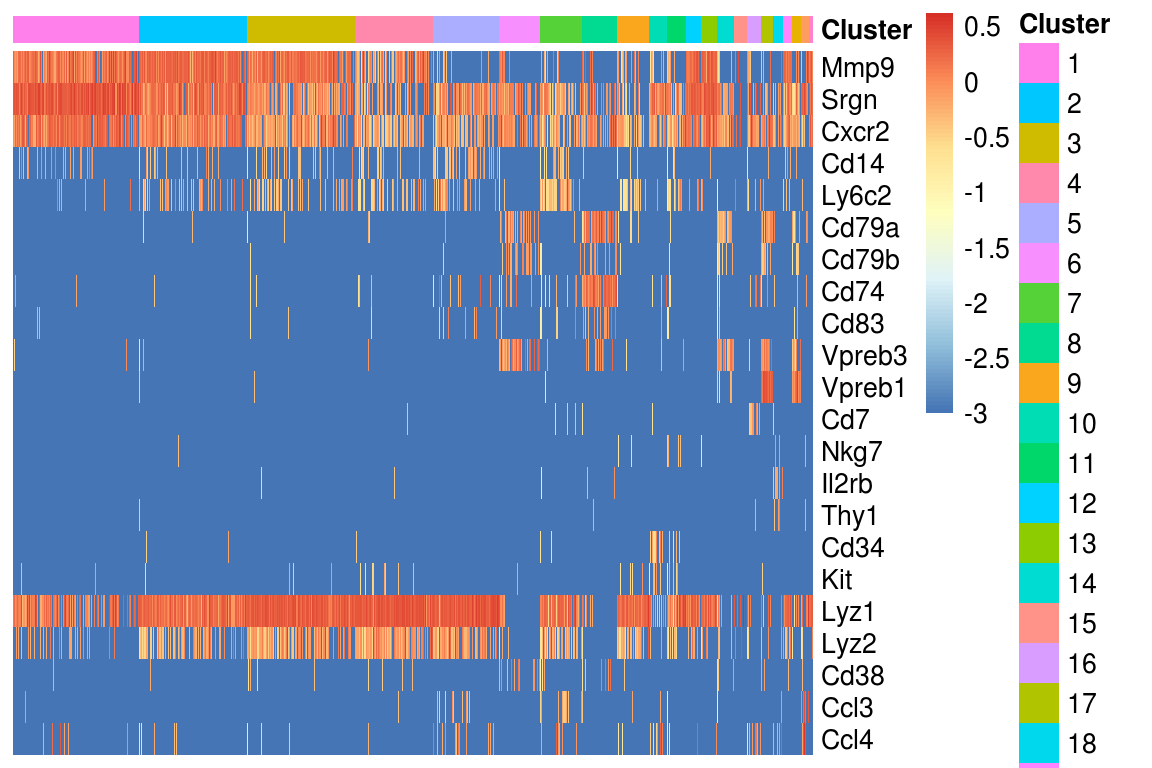 Cluster
Mmp9
Srgn
Cxcr2
Cd14
Ly6c2
Cd79a
Cd79b
Cd74
Cd83
Vpreb3
Vpreb1
Cd7
Nkg7
Il2rb
Thy1
Cd34
Kit
Lyz1
Lyz2
Cd38
Ccl3
Ccl4
0.5
0
-0.5
-1
-1.5
-2
-2.5
-3
Cluster
1
2
3
4
5
6
7
8
9
10
11
12
13
14
15
16
17
18